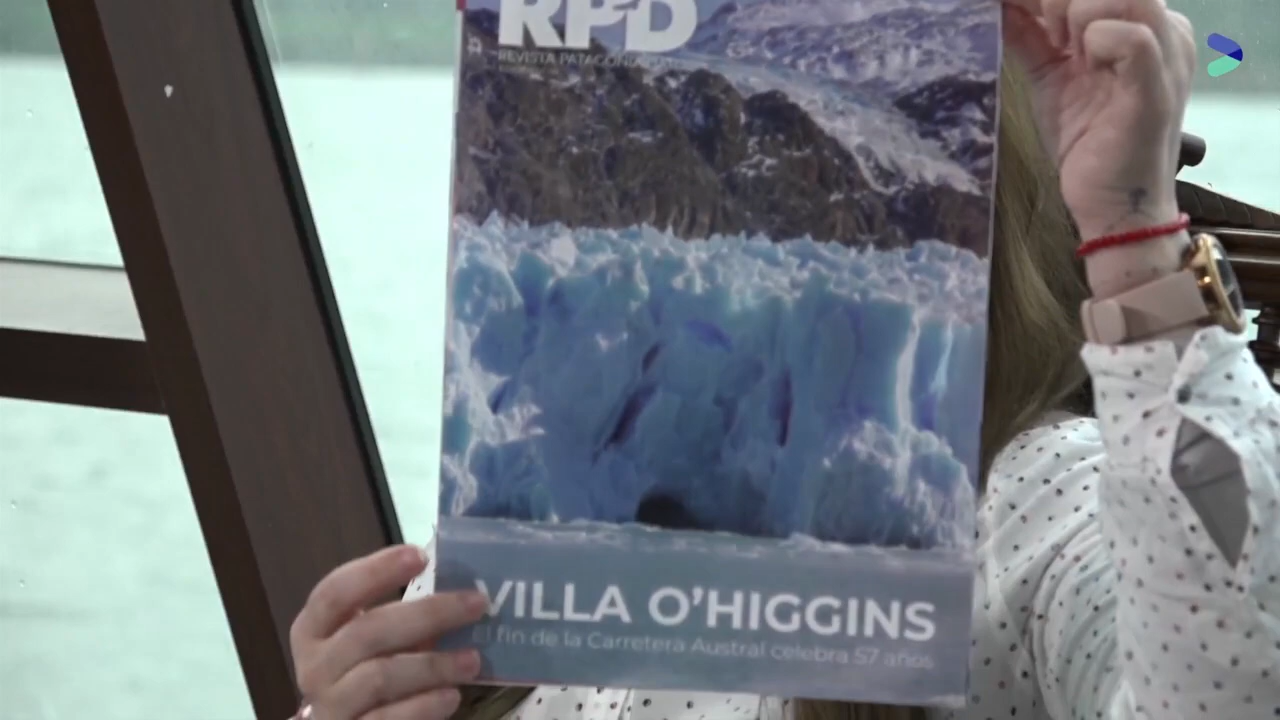 RPD
REVISTA PATAGONIA
VILLA O'HIGGINS
El fin de la Carretera Austral celebra 57 años